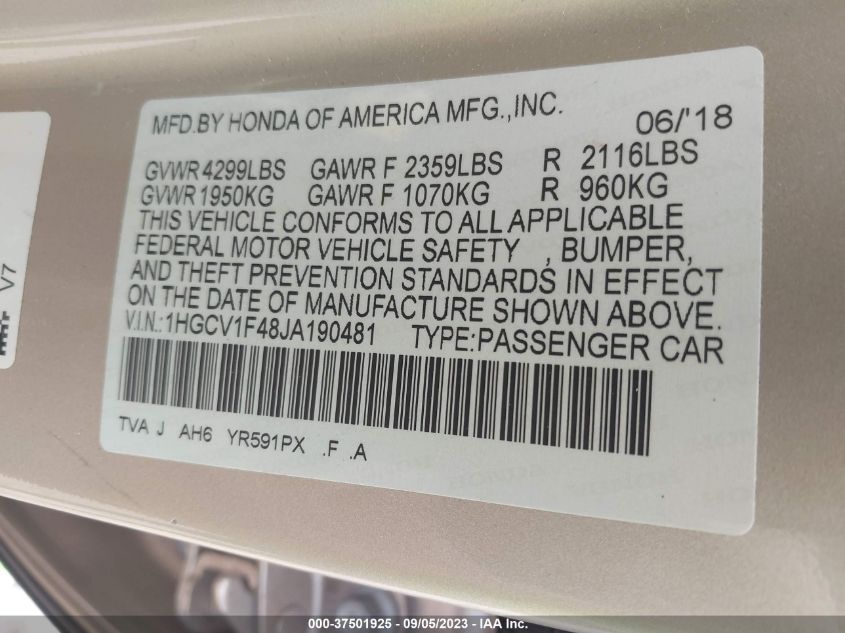 MFD.BY HONDA OF AMERICA MFG.,INC. 06/'18
GVWR 4299LBS GAWR F 2359LBS R 2116LBS
GVWR 1950KG GAWR F 1070KG R 960KG
THIS VEHICLE CONFORMS TO ALL APPLICABLE
FEDERAL MOTOR VEHICLE SAFETY , BUMPER,
AND THEFT PREVENTION STANDARDS IN EFFECT
ON THE DATE OF MANUFACTURE SHOWN ABOVE.
V.I.N.:1HGCV1F48JA190481 TYPE:PASSENGER CAR
TVA J AH6 YR591PX .F .A
V7
000-37501925 - 09/05/2023 - IAA Inc.